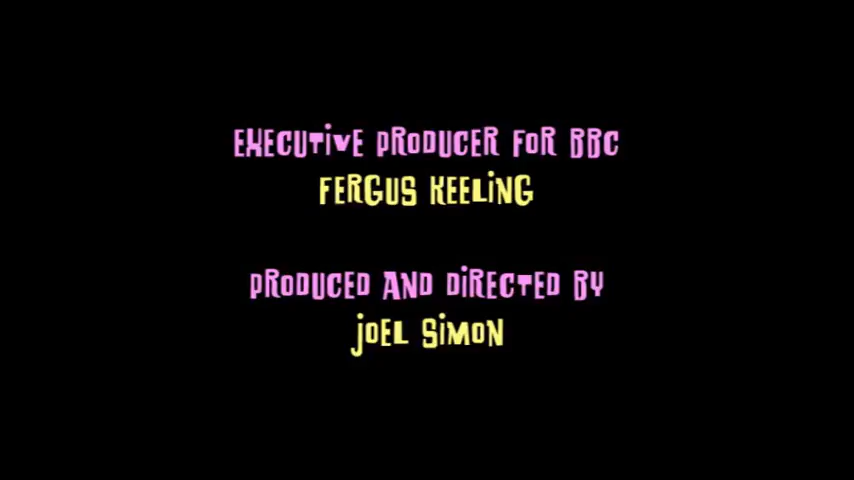 EXECUTIVE PRODUCER FOR BBC
FERGUS KEELING
PRODUCED AND DIRECTED BY
JOEL SIMON